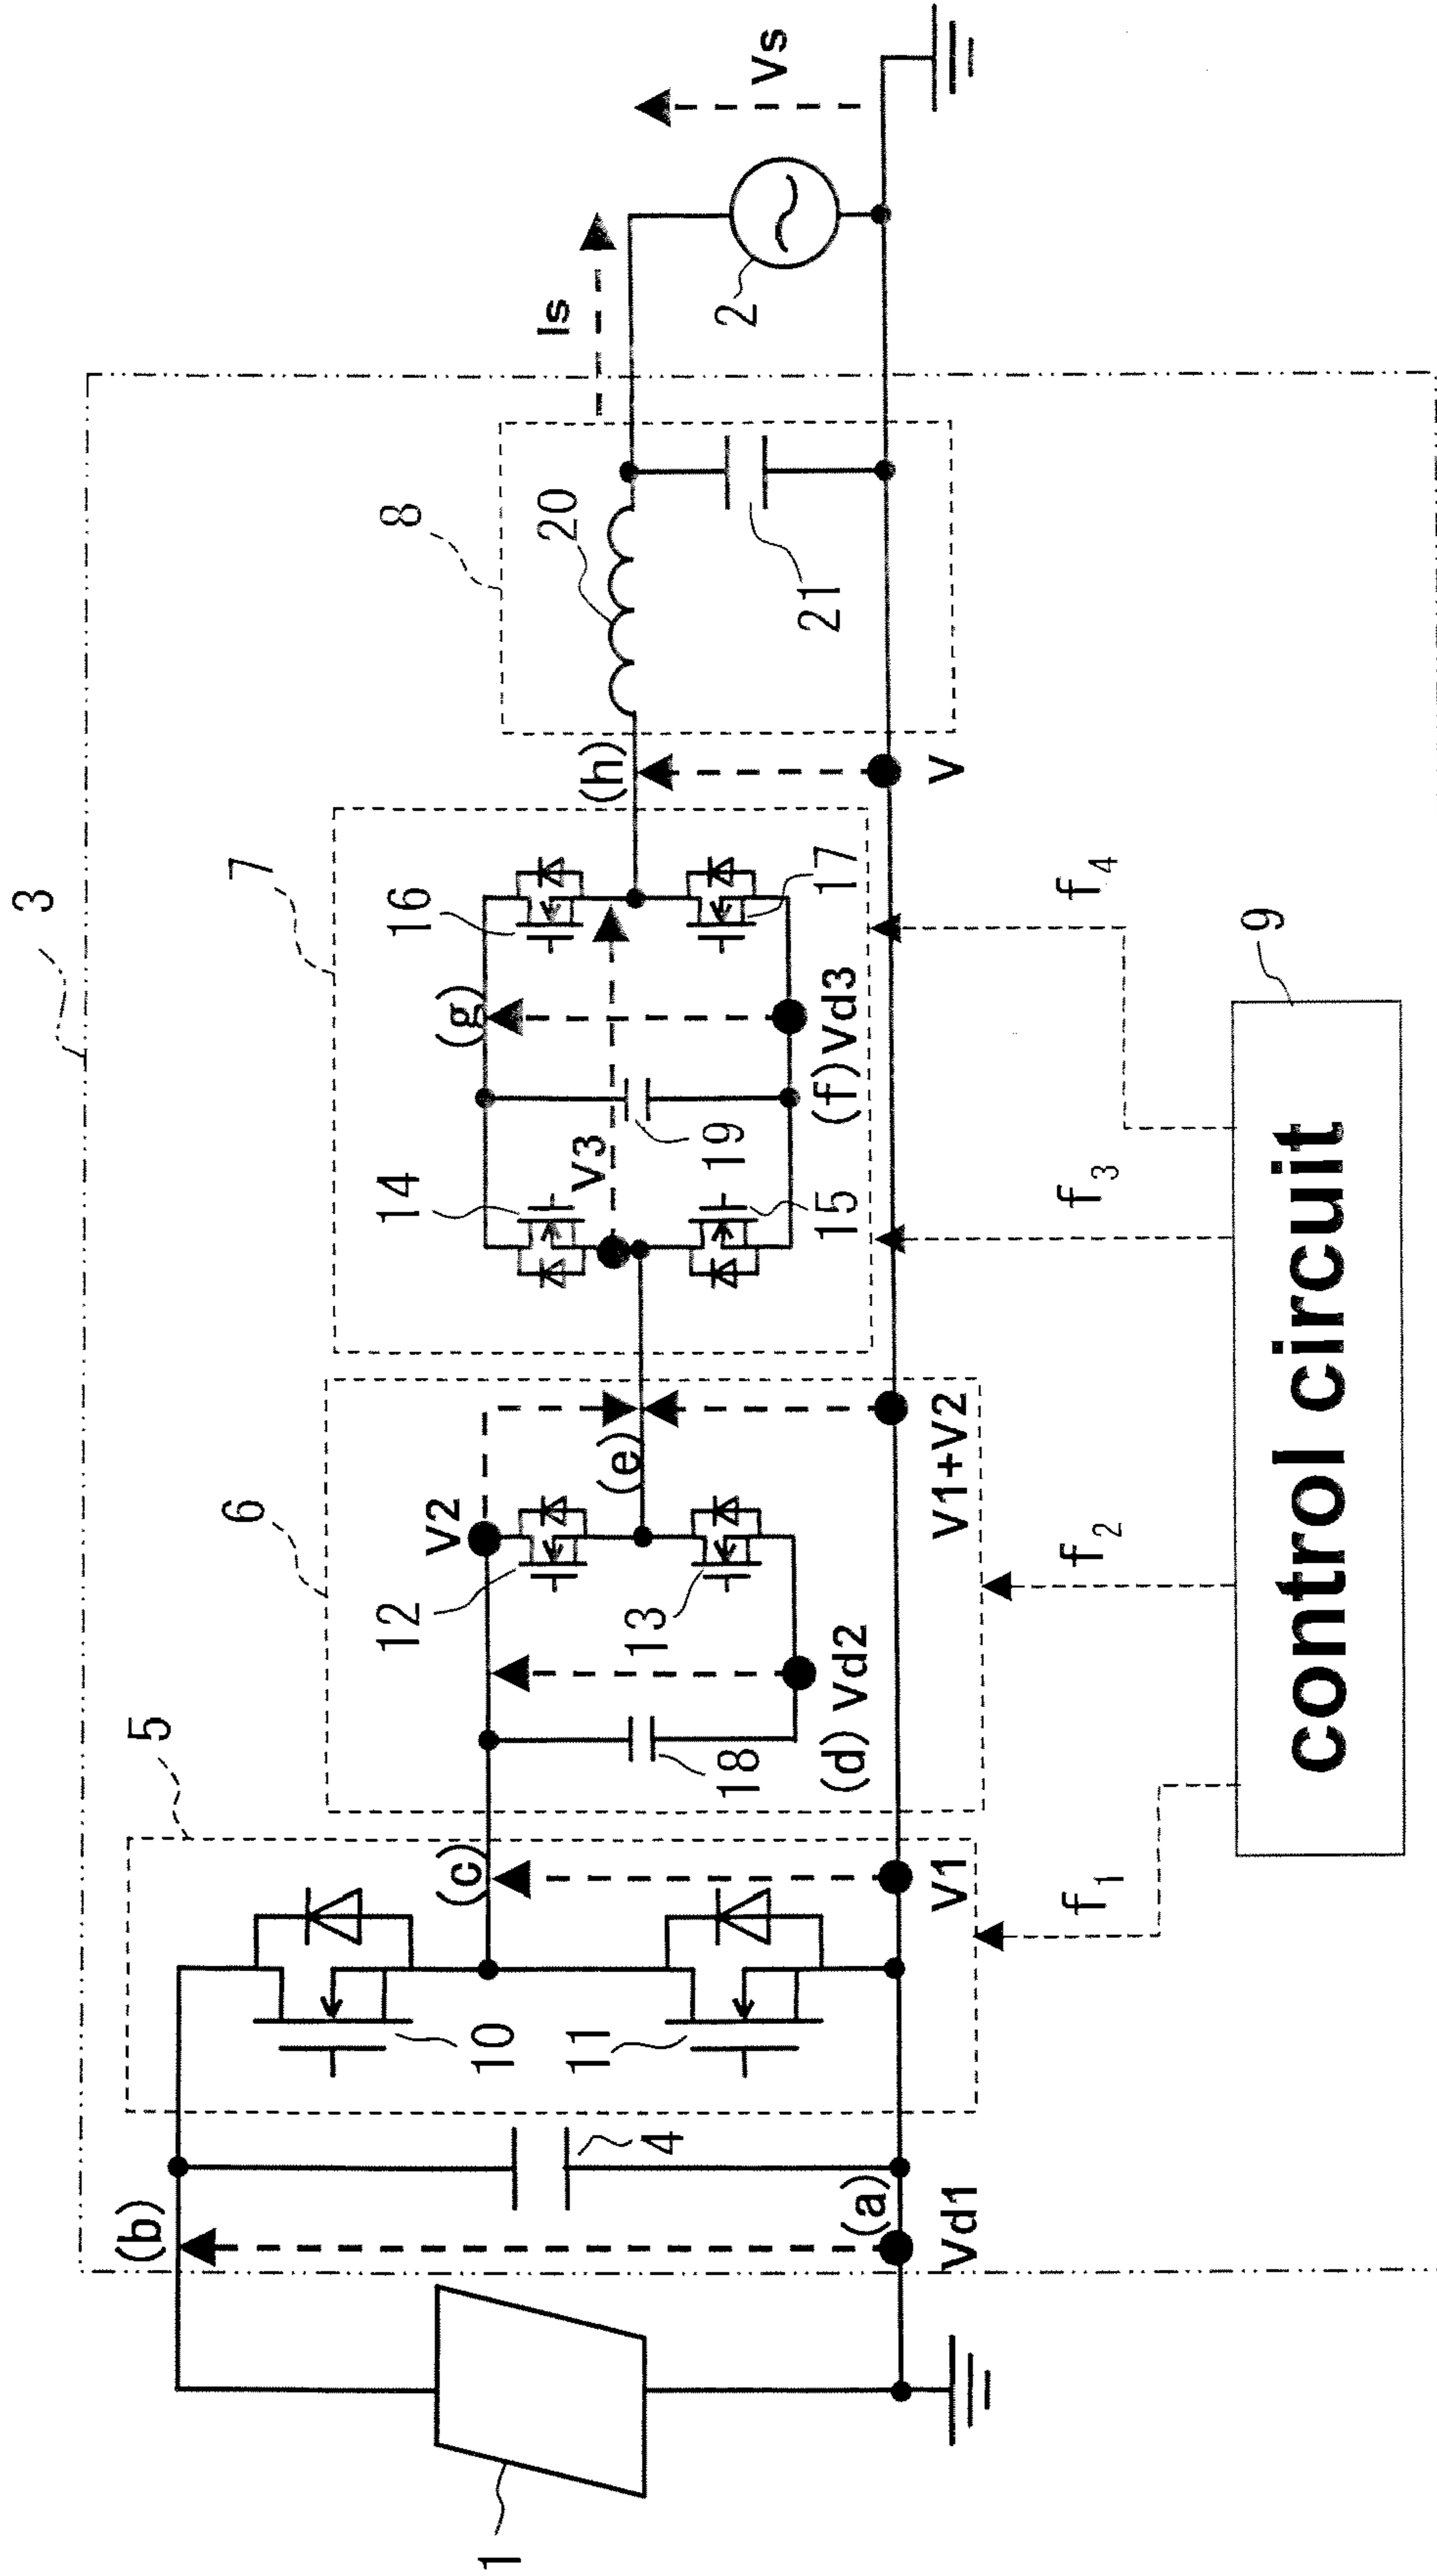 3
5
6
7
8
(b)
10
(c)
V2
12
(e)
14
V3
(g)
16
(h)
20
Is
Vs
1
4
11
18
13
19
15
17
21
2
(a)
Vd1
V1
(d) Vd2
V1+V2
(f) Vd3
V
f1
f2
f3
f4
9
control circuit